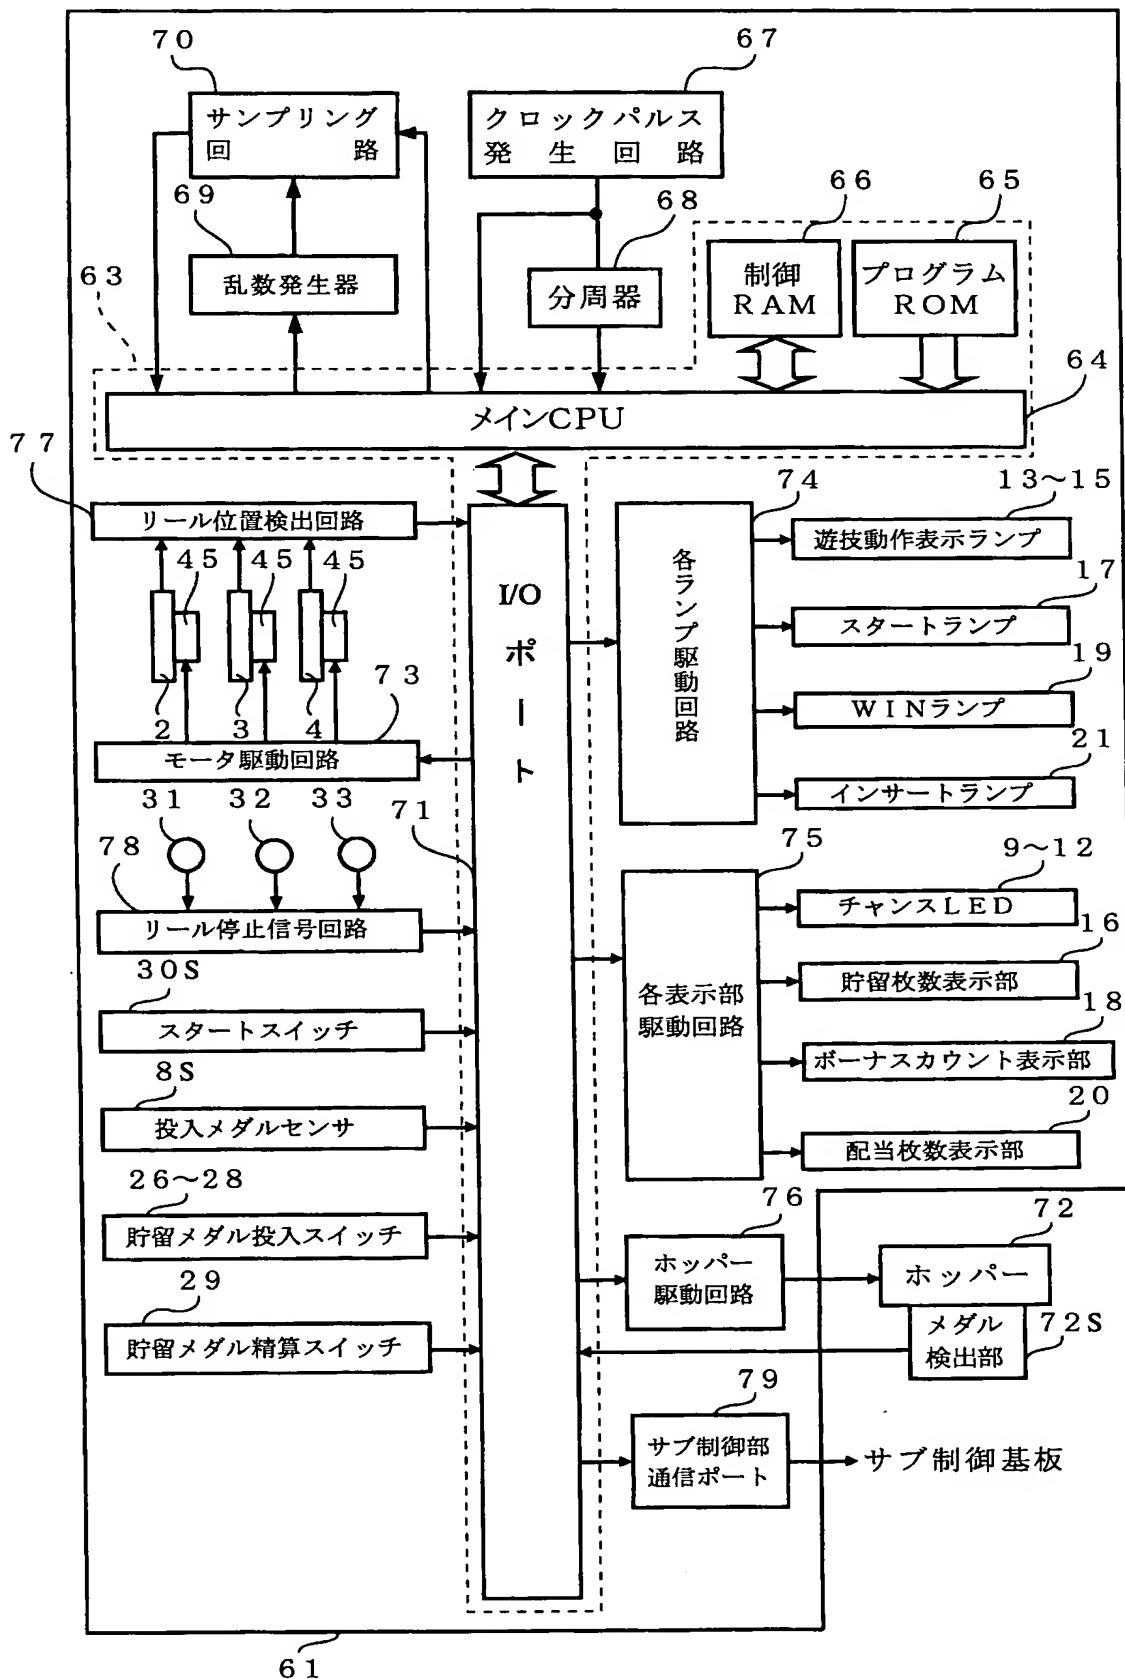 70
67
サンプリング
回路
クロックパルス
発生回路
69
68
66
65
63
乱数発生器
分周器
制御
RAM
プログラム
ROM
64
メインCPU
77
リール位置検出回路
45
45
45
2
3
4
73
モータ駆動回路
31
32
33
78
71
リール停止信号回路
30S
スタートスイッチ
8S
投入メダルセンサ
26～28
貯留メダル投入スイッチ
29
貯留メダル精算スイッチ
I/O
ポート
74
各ランプ駆動回路
13～15
遊技動作表示ランプ
17
スタートランプ
19
WINランプ
21
インサートランプ
75
各表示部
駆動回路
9～12
チャンスLED
16
貯留枚数表示部
18
ボーナスカウント表示部
20
配当枚数表示部
76
ホッパー
駆動回路
72
ホッパー
メダル
検出部
72S
79
サブ制御部
通信ポート
サブ制御基板
61